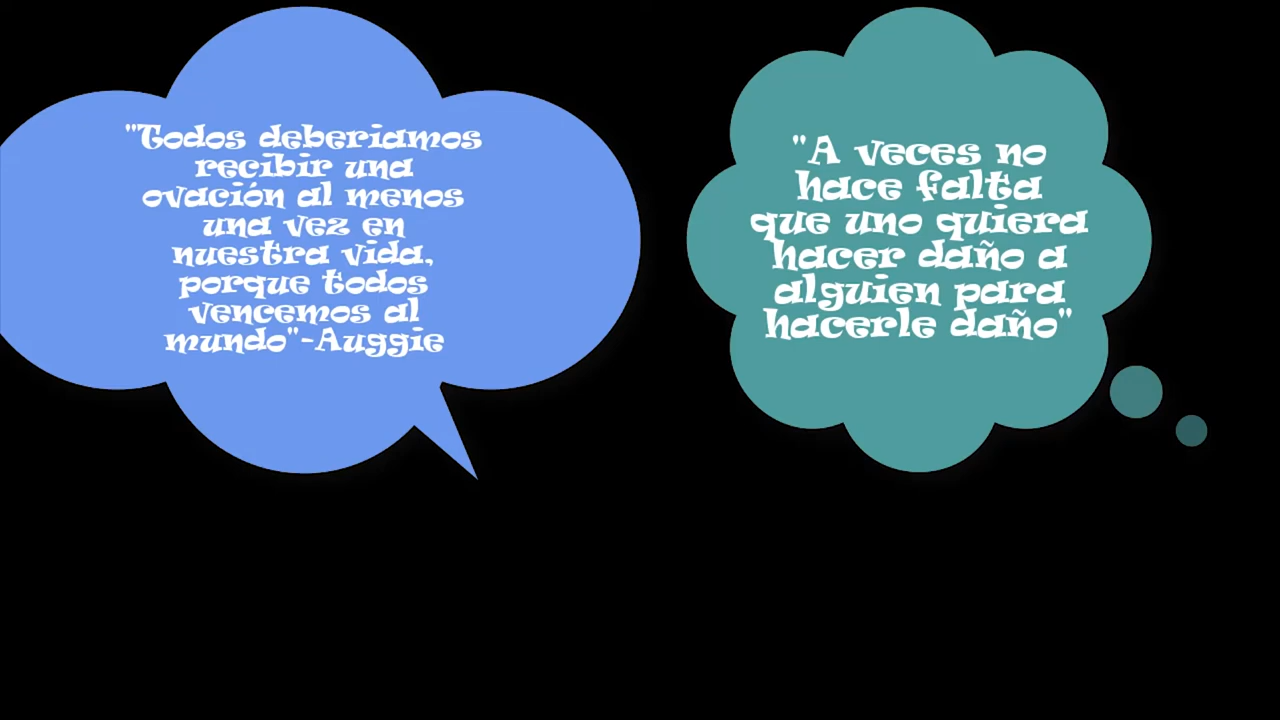 "Todos deberiamos
recibir una
ovación al menos
una vez en
nuestra vida,
porque todos
vencemos al
mundo"-Auggie
"A veces no
hace falta
que uno quiera
hacer daño a
alguien para
hacerle daño"